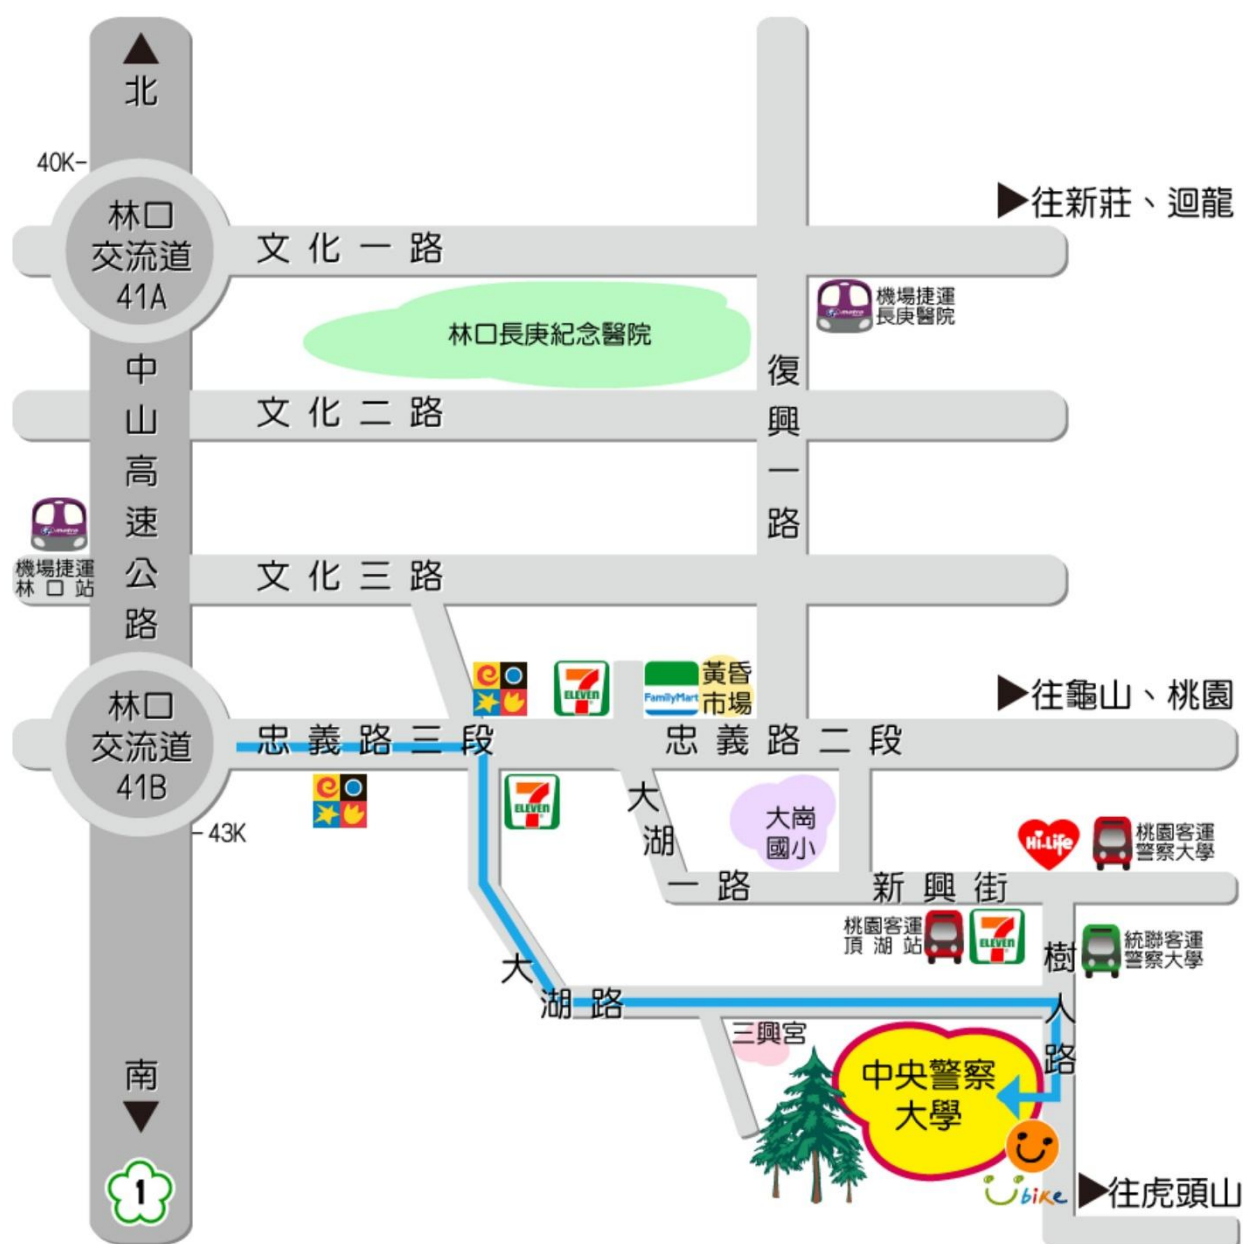 北
40K
林口
交流道
41A
文化一路
往新莊、迴龍
機場捷運
長庚醫院
林口長庚紀念醫院
中山高速公路
文化二路
復興一路
機場捷運
林口站
文化三路
ELEVEN
FamilyMart
黃昏
市場
往龜山、桃園
林口
交流道
41B
忠義路三段
忠義路二段
43K
7
ELEVEN
大湖一路
大崗
國小
Hi-Life
桃園客運
警察大學
新興街
桃園客運
頂湖站
7
ELEVEN
統聯客運
警察大學
樹人路
大湖路
三興宮
中央警察
大學
南
1
Ubike
往虎頭山